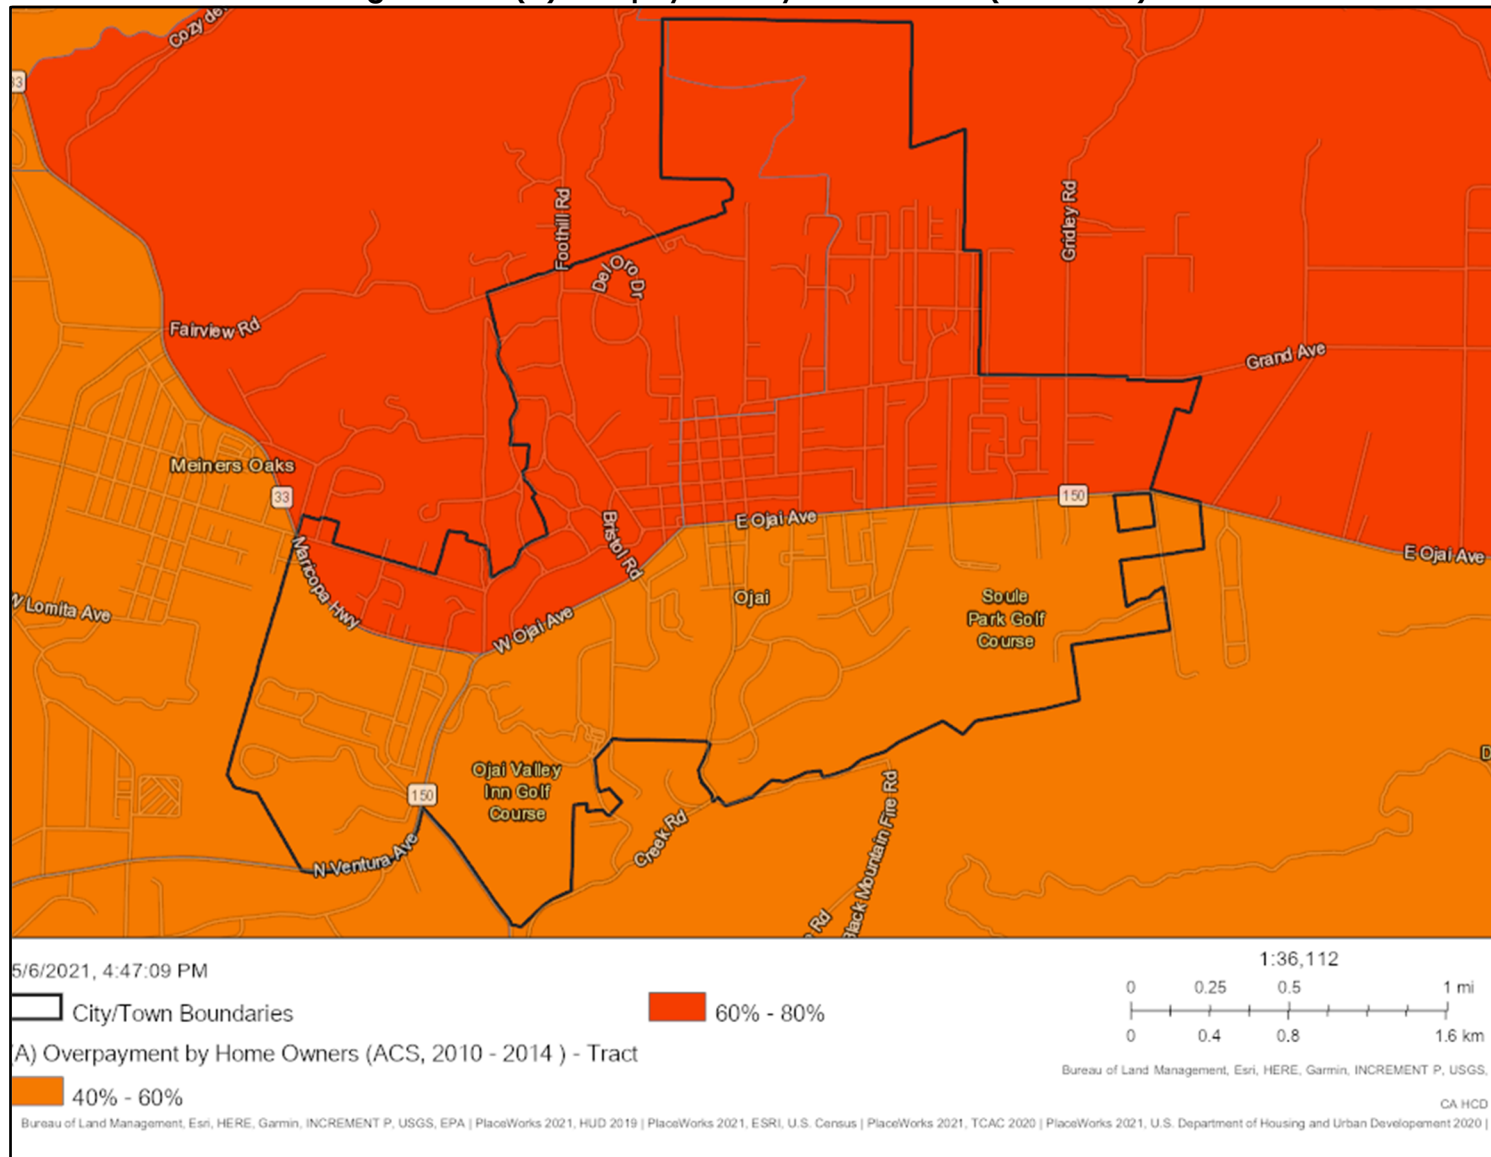 Cozy de
33
Foothill Rd
Gridley Rd
Del Oro Dr
Fairview Rd
Grand Ave
Meiners Oaks
33
150
E Ojai Ave
Bristol Rd
E Ojai Ave
Maricopa Hwy
Lomita Ave
Ojai
Soule
Park Golf
Course
W Ojai Ave
Ojai Valley
Inn Golf
Course
150
N Ventura Ave
Creek Rd
Black Mountain Fire Rd
Rd
D
5/6/2021, 4:47:09 PM
City/Town Boundaries
(A) Overpayment by Home Owners (ACS, 2010 - 2014 ) - Tract
40% - 60%
60% - 80%
1:36,112
0 0.25 0.5 1 mi
0 0.4 0.8 1.6 km
Bureau of Land Management, Esri, HERE, Garmin, INCREMENT P, USGS,
CA HCD
Bureau of Land Management, Esri, HERE, Garmin, INCREMENT P, USGS, EPA | PlaceWorks 2021, HUD 2019 | PlaceWorks 2021, ESRI, U.S. Census | PlaceWorks 2021, TCAC 2020 | PlaceWorks 2021, U.S. Department of Housing and Urban Developement 2020 |